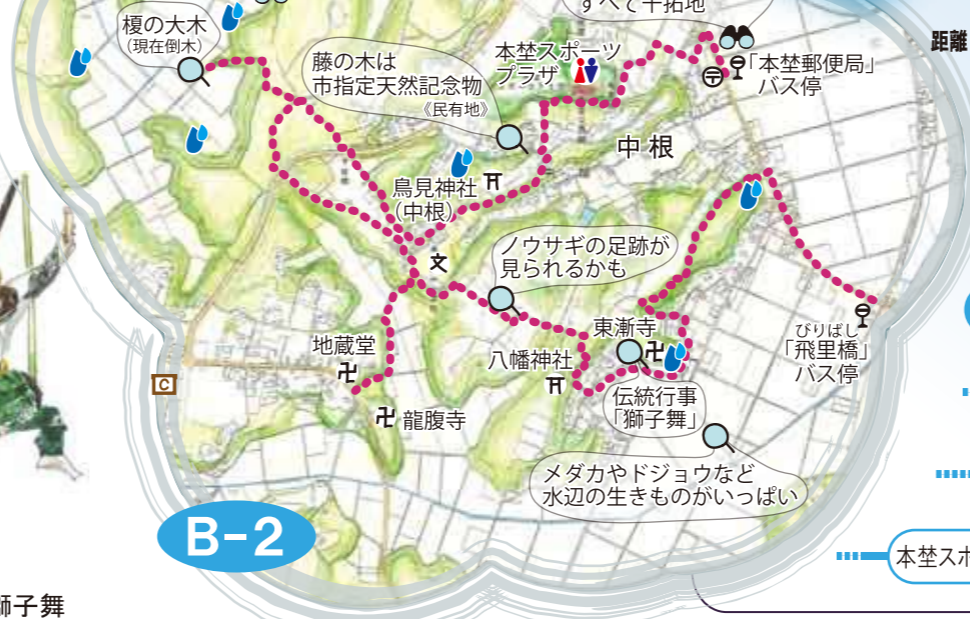 すべて干拓地
榎の大木
(現在倒木)
距離
藤の木は
市指定天然記念物
《民有地》
本埜スポーツ
プラザ
「本埜郵便局」
バス停
中根
鳥見神社
(中根)
文
ノウサギの足跡が
見られるかも
地蔵堂
八幡神社
東漸寺
びりばし
「飛里橋」
バス停
C
龍腹寺
伝統行事
「獅子舞」
メダカやドジョウなど
水辺の生きものがいっぱい
B-2
本埜スポ
獅子舞